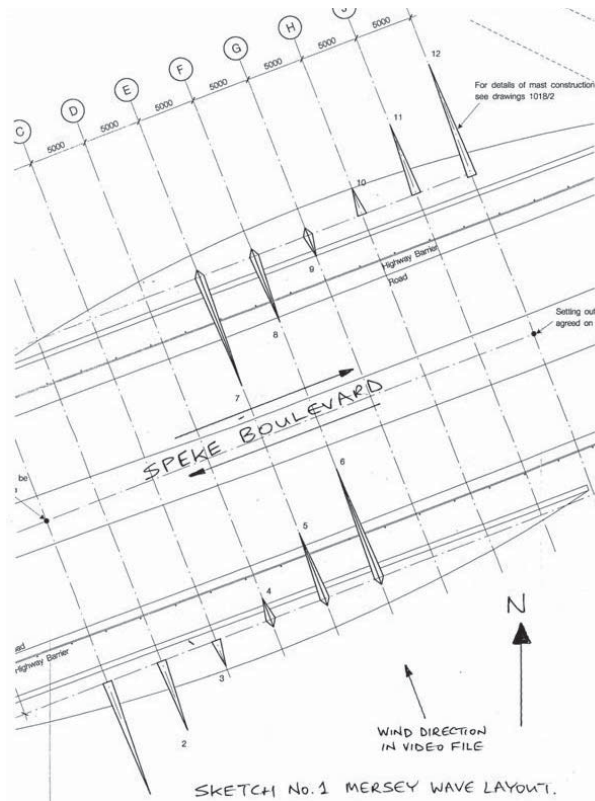 C
D
E
F
G
H
5000
5000
5000
5000
5000
5000
5000
12
For details of mast construction
see drawings 1018/2
11
10
9
Highway Barrier
Road
8
Setting out
agreed on
7
SPEKE BOULEVARD
be
6
5
4
Highway Barrier
3
2
N
WIND DIRECTION
IN VIDEO FILE
SKETCH No.1 MERSEY WAVE LAYOUT.